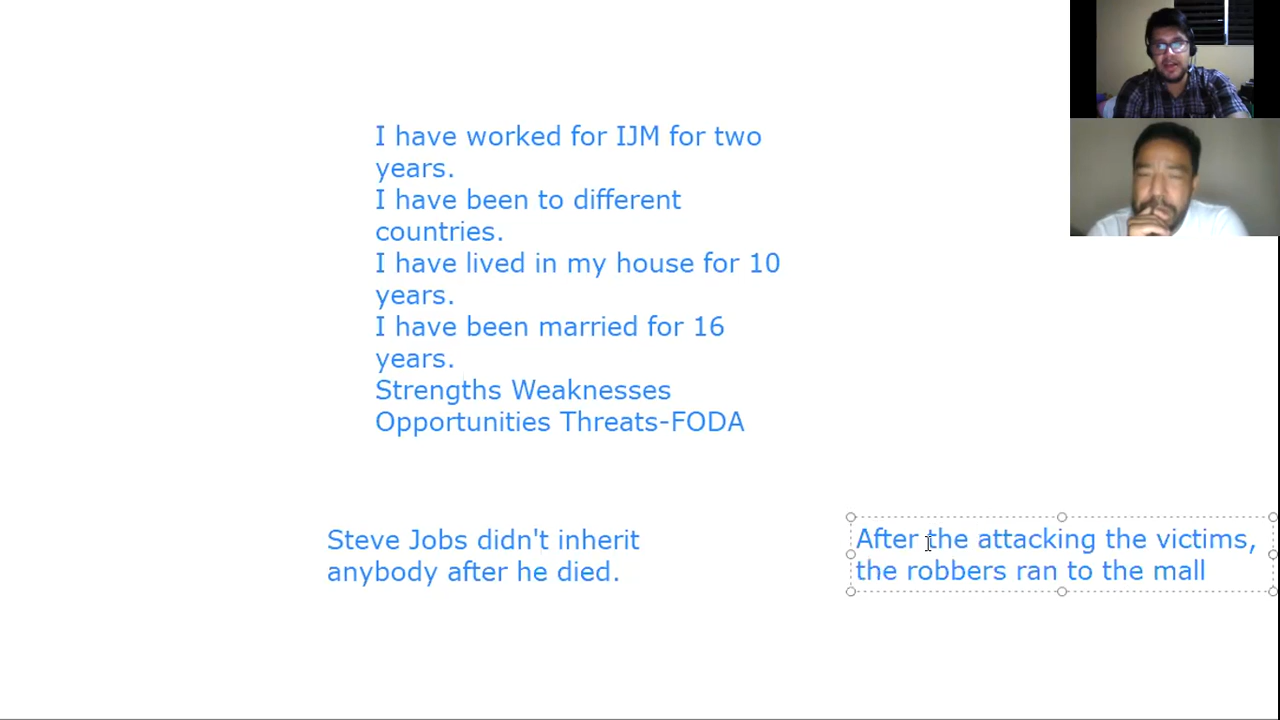 I have worked for IJM for two
years.
I have been to different
countries.
I have lived in my house for 10
years.
I have been married for 16
years.
Strengths Weaknesses
Opportunities Threats-FODA
Steve Jobs didn't inherit
anybody after he died.
After the attacking the victims,
the robbers ran to the mall